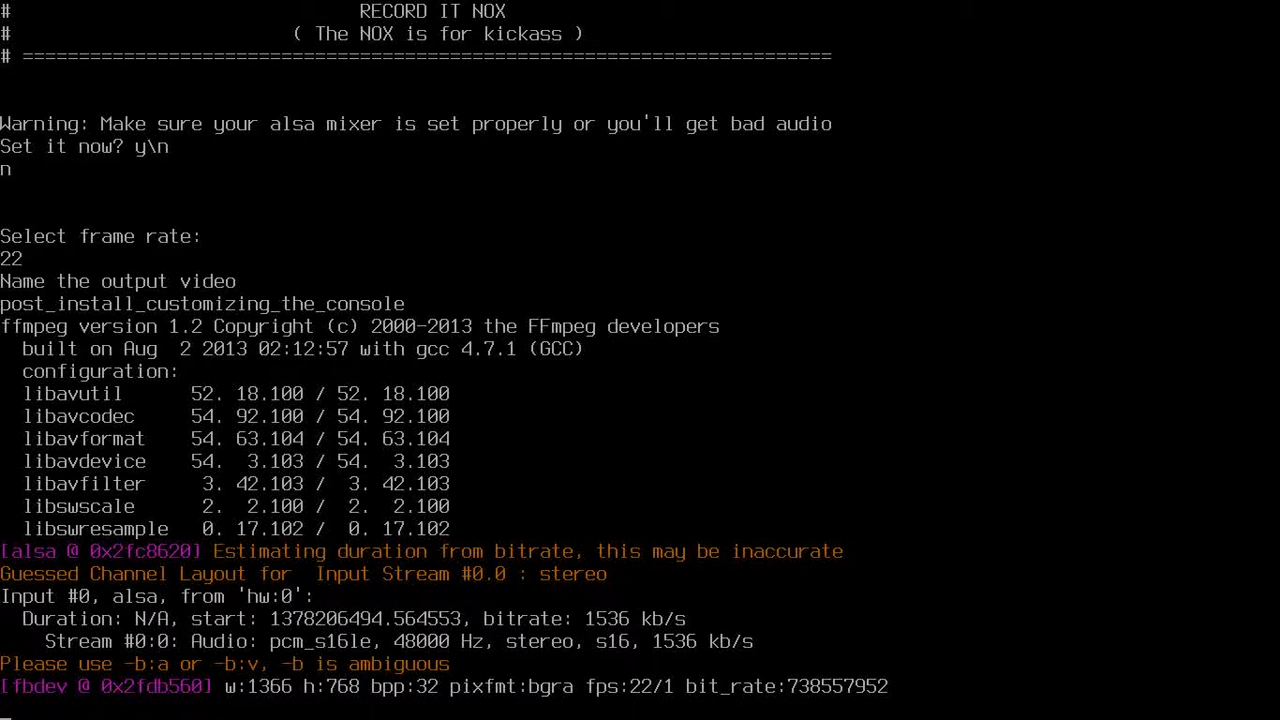 # RECORD IT NOX
# ( The NOX is for kickass )
# ========================================================================
Warning: Make sure your alsa mixer is set properly or you'll get bad audio
Set it now? y\n
n
Select frame rate:
22
Name the output video
post_install_customizing_the_console
ffmpeg version 1.2 Copyright (c) 2000-2013 the FFmpeg developers
  built on Aug  2 2013 02:12:57 with gcc 4.7.1 (GCC)
  configuration:
  libavutil      52. 18.100 / 52. 18.100
  libavcodec     54. 92.100 / 54. 92.100
  libavformat    54. 63.104 / 54. 63.104
  libavdevice    54.  3.103 / 54.  3.103
  libavfilter     3. 42.103 /  3. 42.103
  libswscale      2.  2.100 /  2.  2.100
  libswresample   0. 17.102 /  0. 17.102
[alsa @ 0x2fc8620] Estimating duration from bitrate, this may be inaccurate
Guessed Channel Layout for  Input Stream #0.0 : stereo
Input #0, alsa, from 'hw:0':
  Duration: N/A, start: 1378206494.564553, bitrate: 1536 kb/s
    Stream #0:0: Audio: pcm_s16le, 48000 Hz, stereo, s16, 1536 kb/s
Please use -b:a or -b:v, -b is ambiguous
[fbdev @ 0x2fdb560] w:1366 h:768 bpp:32 pixfmt:bgra fps:22/1 bit_rate:738557952